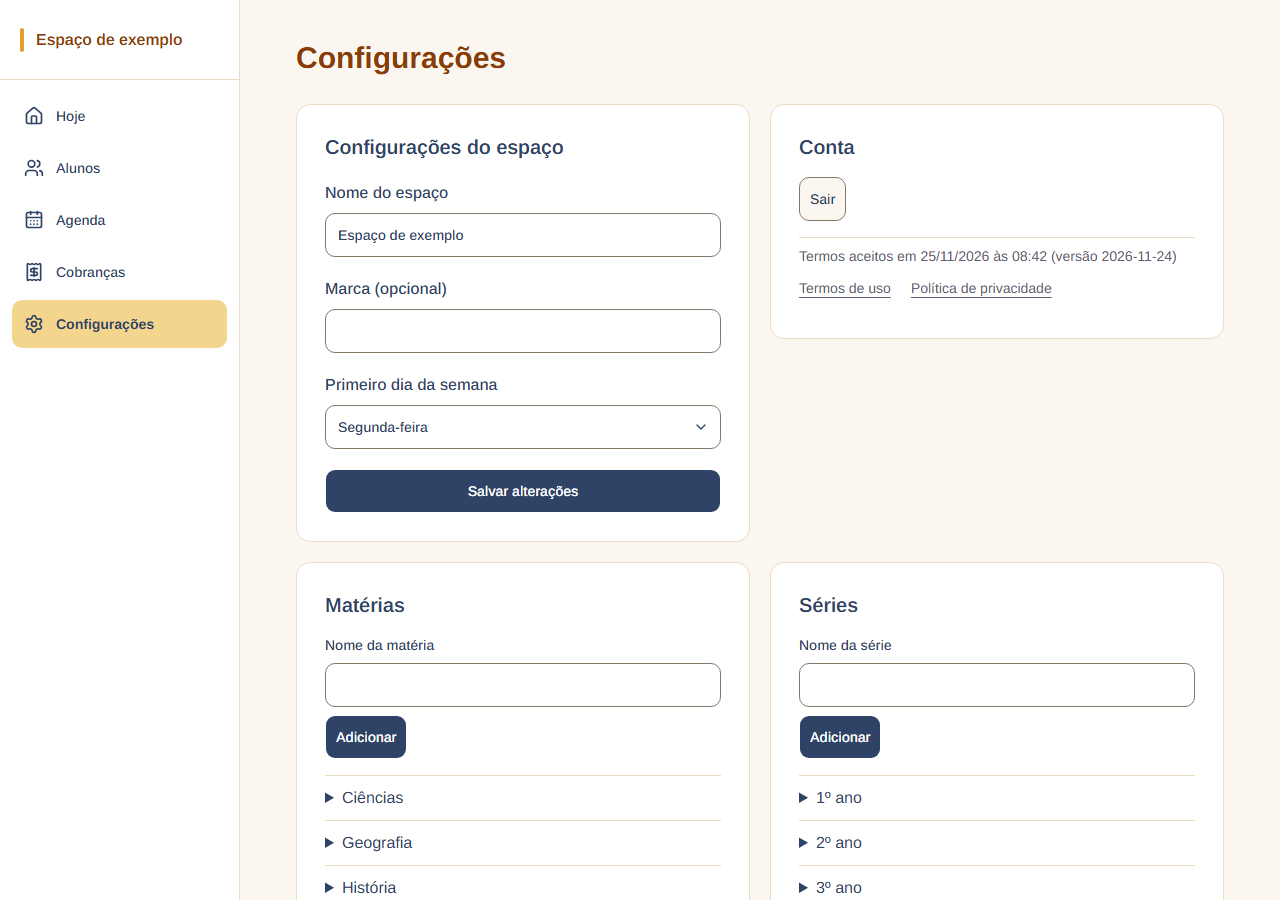 Espaço de exemplo
Hoje
Alunos
Agenda
Cobranças
Configurações
Configurações
Configurações do espaço
Nome do espaço
Espaço de exemplo
Marca (opcional)
Primeiro dia da semana
Segunda-feira
Salvar alterações
Conta
Sair
Termos aceitos em 25/11/2026 às 08:42 (versão 2026-11-24)
Termos de uso
Política de privacidade
Matérias
Nome da matéria
Adicionar
Ciências
Geografia
História
Séries
Nome da série
Adicionar
1º ano
2º ano
3º ano